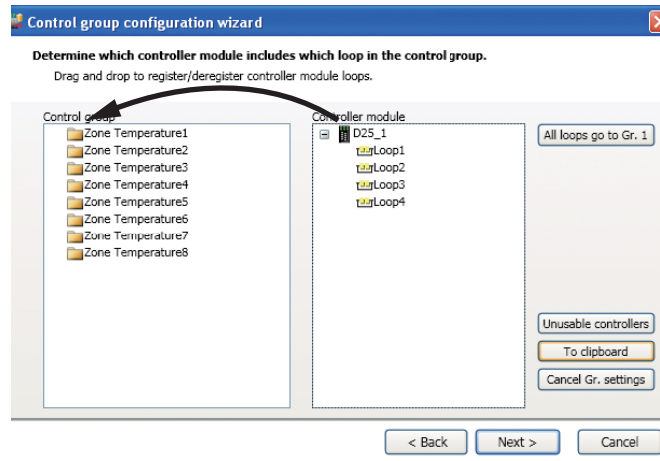 Control group configuration wizard
Determine which controller module includes which loop in the control group.
Drag and drop to register/deregister controller module loops.
Control group
Zone Temperature1
Zone Temperature2
Zone Temperature3
Zone Temperature4
Zone Temperature5
Zone Temperature6
Zone Temperature7
Zone Temperature8
Controller module
D25_1
Loop1
Loop2
Loop3
Loop4
All loops go to Gr. 1
Unusable controllers
To clipboard
Cancel Gr. settings
< Back
Next >
Cancel